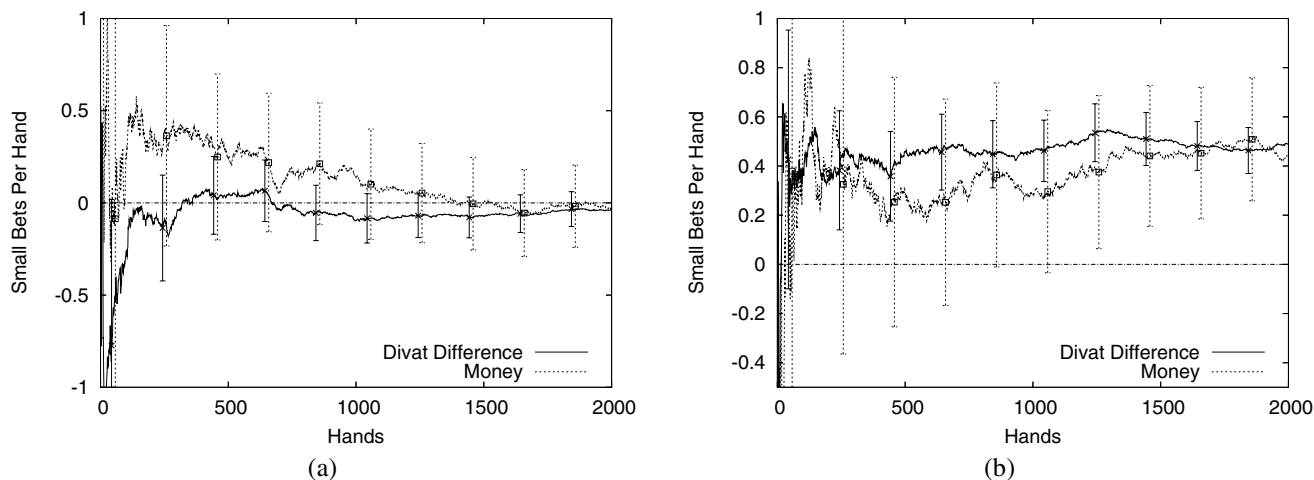 1
0.5
0
-0.5
-1
Small Bets Per Hand
Divat Difference
Money
0 500 1000 1500 2000
Hands
(a)
1
0.8
0.6
0.4
0.2
0
-0.2
-0.4
Small Bets Per Hand
Divat Difference
Money
0 500 1000 1500 2000
Hands
(b)